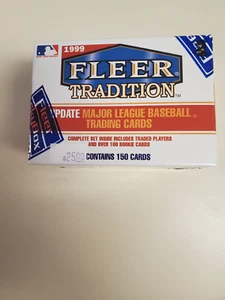 1999
FLEER
TRADITION™
UPDATE MAJOR LEAGUE BASEBALL®
TRADING CARDS
COMPLETE SET INSIDE INCLUDES TRADED PLAYERS
AND OVER 100 ROOKIE CARDS
CONTAINS 150 CARDS